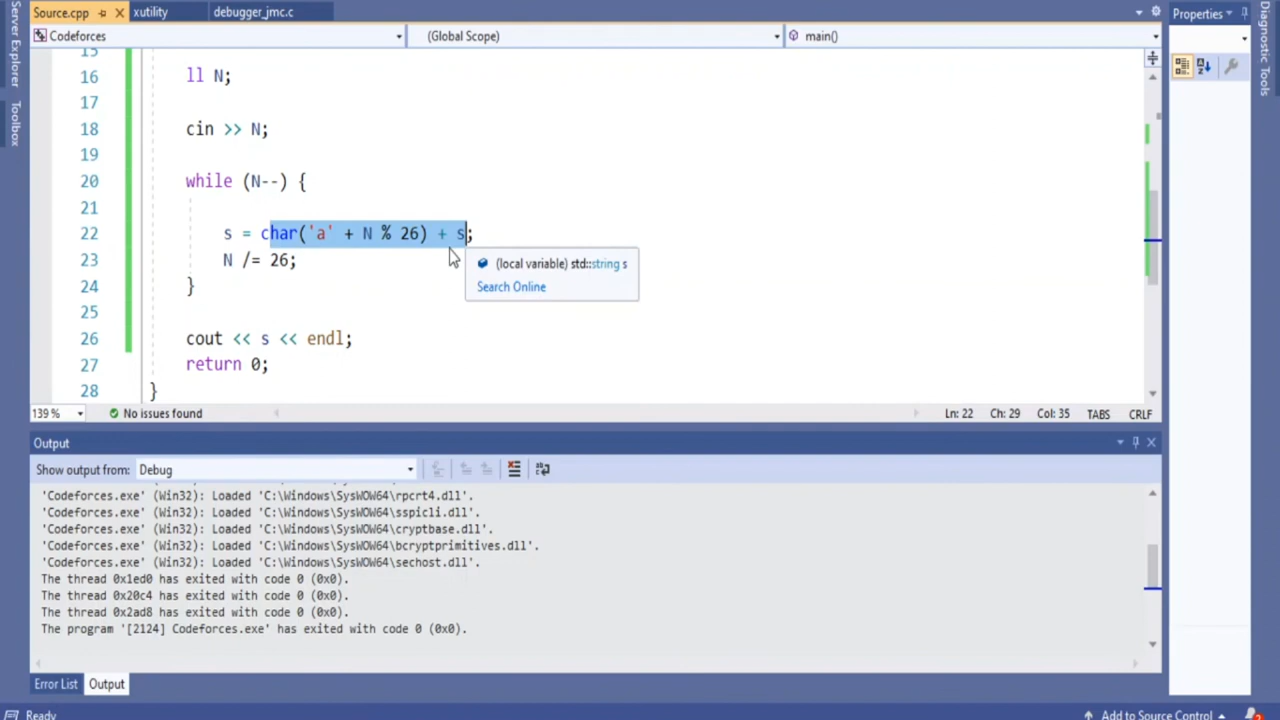 Source.cpp
xutility
debugger_jmc.c
Properties
Server Explorer
Toolbox
Diagnostic Tools
Codeforces
(Global Scope)
main()
15
16 ll N;
17
18 cin >> N;
19
20 while (N--) {
21
22 s = char('a' + N % 26) + s;
23 N /= 26;
(local variable) std::string s
Search Online
24 }
25
26 cout << s << endl;
27 return 0;
28 }
139 %
No issues found
Ln: 22
Ch: 29
Col: 35
TABS
CRLF
Output
Show output from: Debug
'Codeforces.exe' (Win32): Loaded 'C:\Windows\SysWOW64\rpcrt4.dll'.
'Codeforces.exe' (Win32): Loaded 'C:\Windows\SysWOW64\sspicli.dll'.
'Codeforces.exe' (Win32): Loaded 'C:\Windows\SysWOW64\cryptbase.dll'.
'Codeforces.exe' (Win32): Loaded 'C:\Windows\SysWOW64\bcryptprimitives.dll'.
'Codeforces.exe' (Win32): Loaded 'C:\Windows\SysWOW64\sechost.dll'.
The thread 0x1ed0 has exited with code 0 (0x0).
The thread 0x20c4 has exited with code 0 (0x0).
The thread 0x2ad8 has exited with code 0 (0x0).
The program '[2124] Codeforces.exe' has exited with code 0 (0x0).
Error List
Output
Ready
Add to Source Control